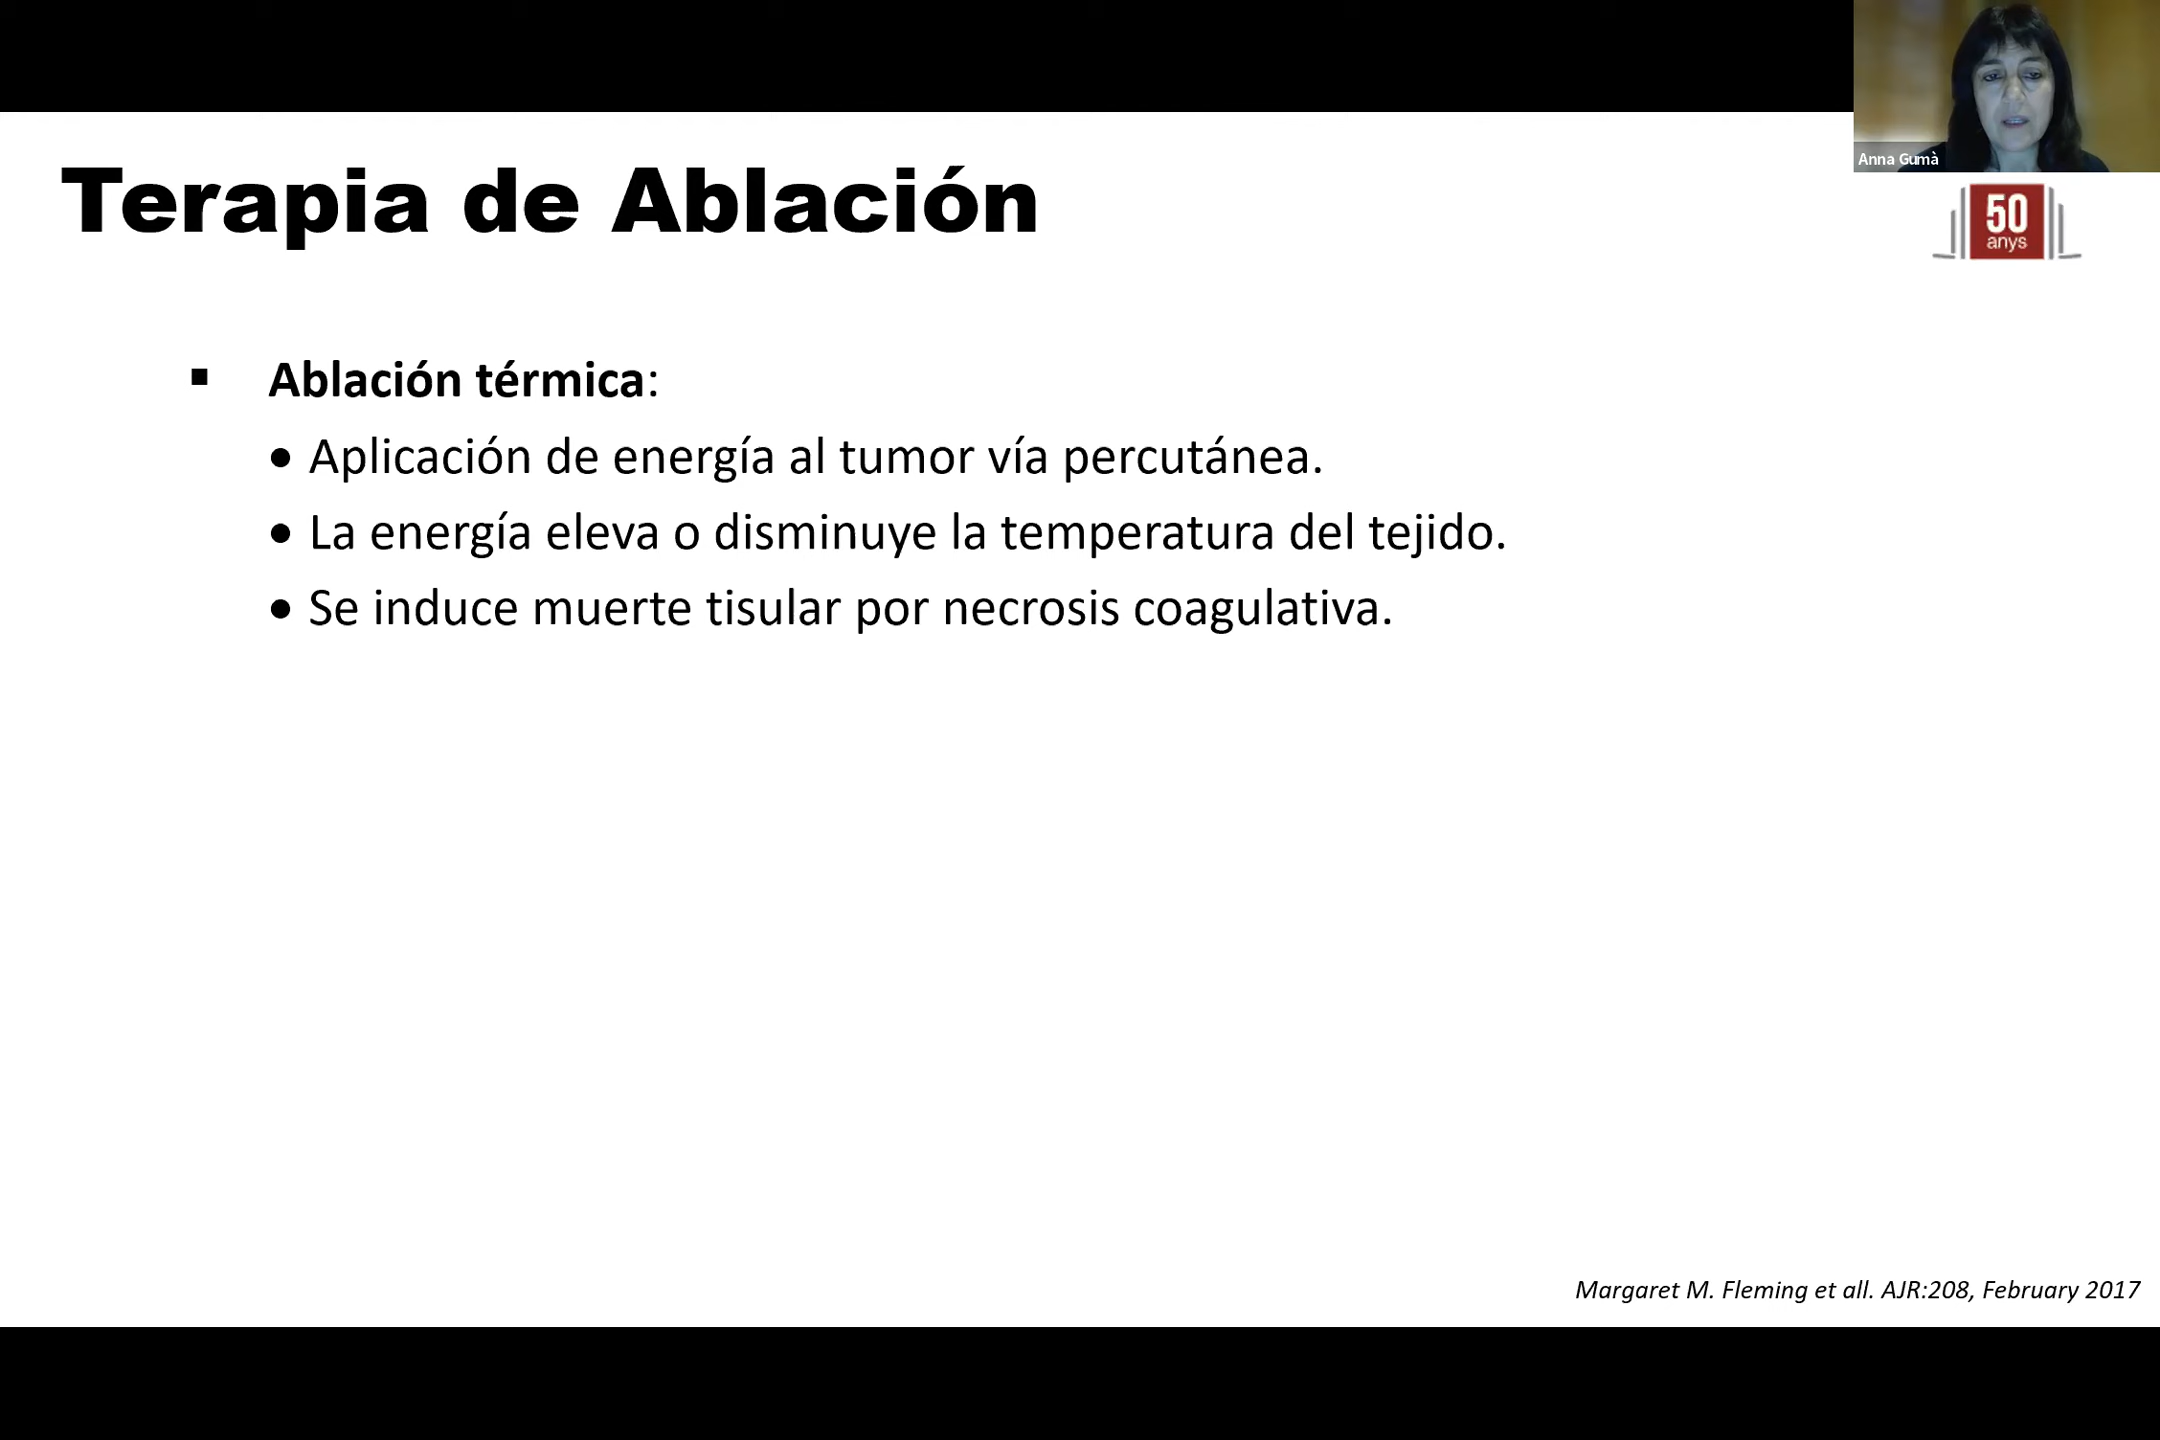 Anna Gumà
Terapia de Ablación
50
anys
▪ Ablación térmica:
• Aplicación de energía al tumor vía percutánea.
• La energía eleva o disminuye la temperatura del tejido.
• Se induce muerte tisular por necrosis coagulativa.
Margaret M. Fleming et all. AJR:208, February 2017